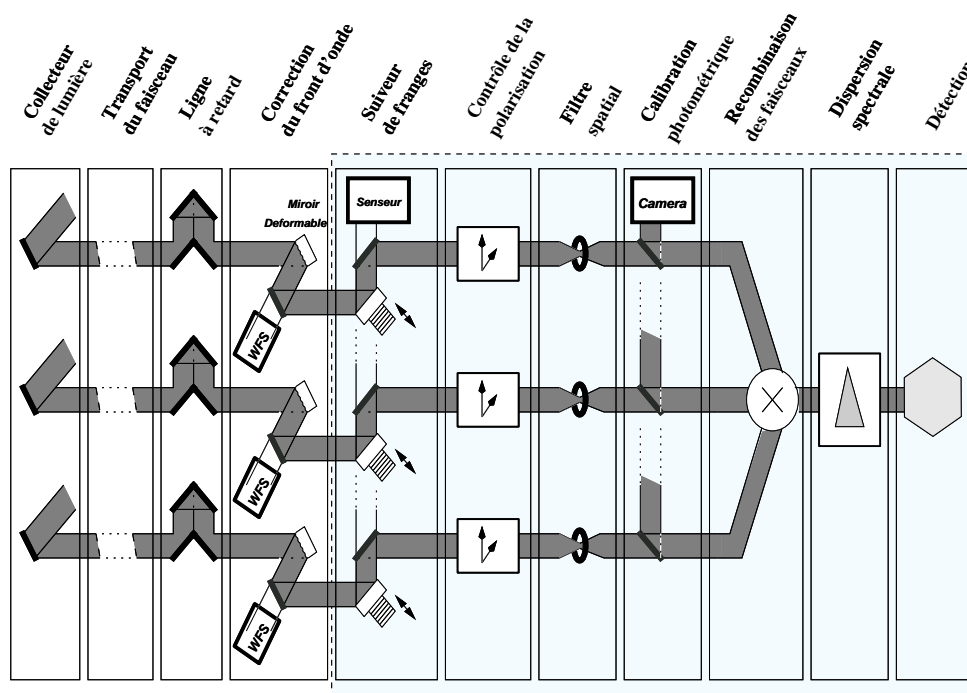 Collecteur
de lumière
Transport
du faisceau
Ligne
à retard
Correction
du front d'onde
Suiveur
de franges
Contrôle de la
polarisation
Filtre
spatial
Calibration
photométrique
Recombinaison
des faisceaux
Dispersion
spectrale
Détection
Miroir
Deformable
Senseur
Camera
WFS
WFS
WFS